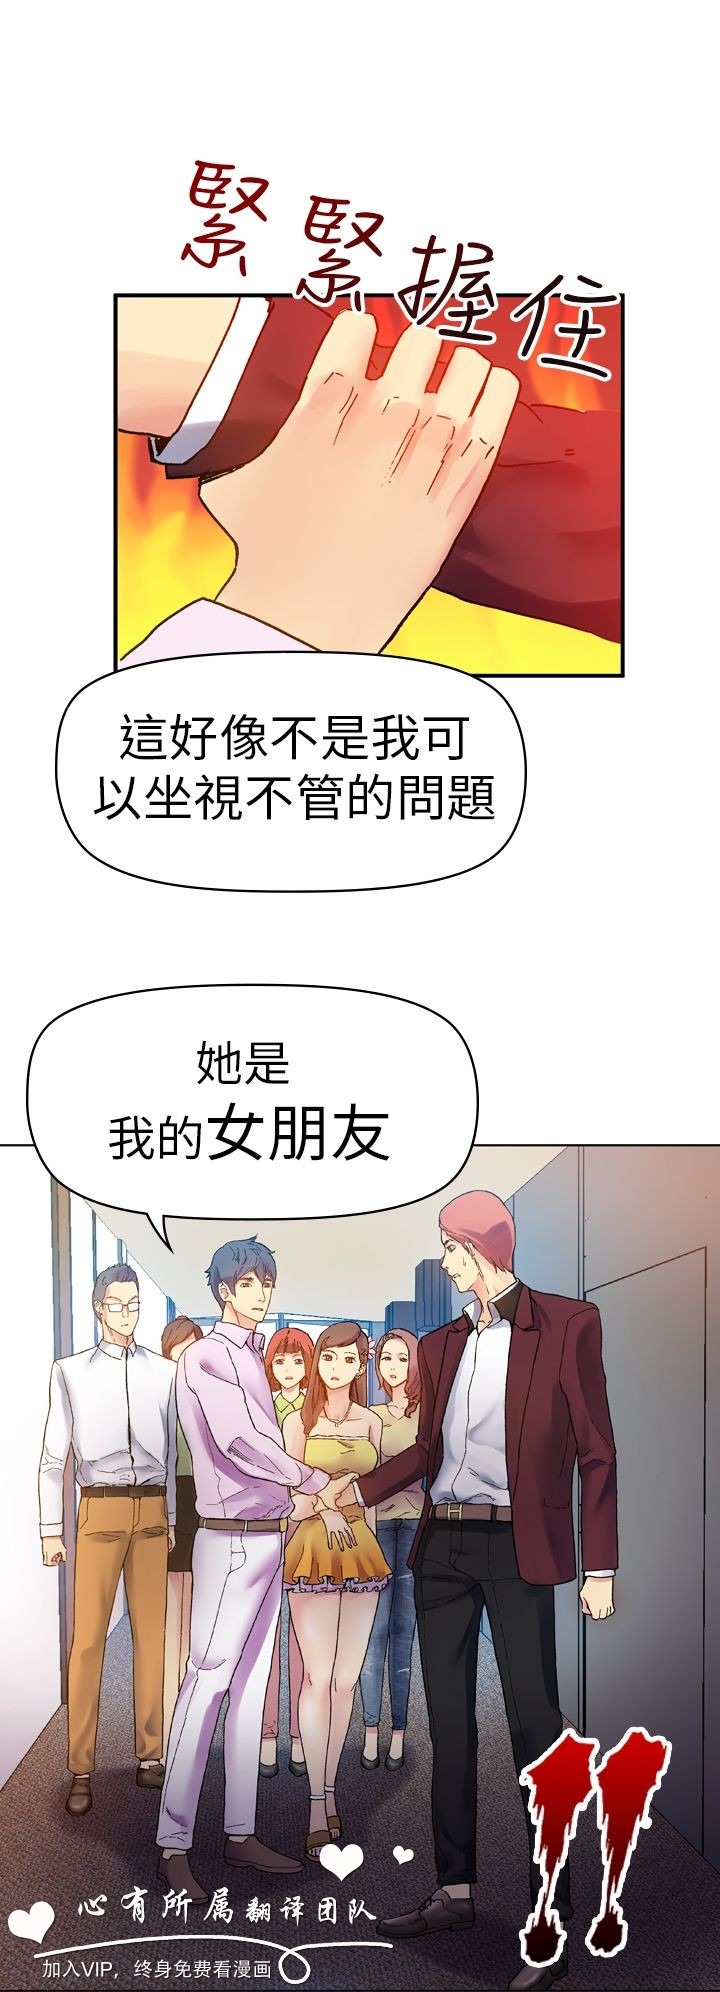 緊緊握住
這好像不是我可
以坐視不管的問題
她是
我的女朋友
!!
心有所属翻译团队
加入VIP，终身免费看漫画